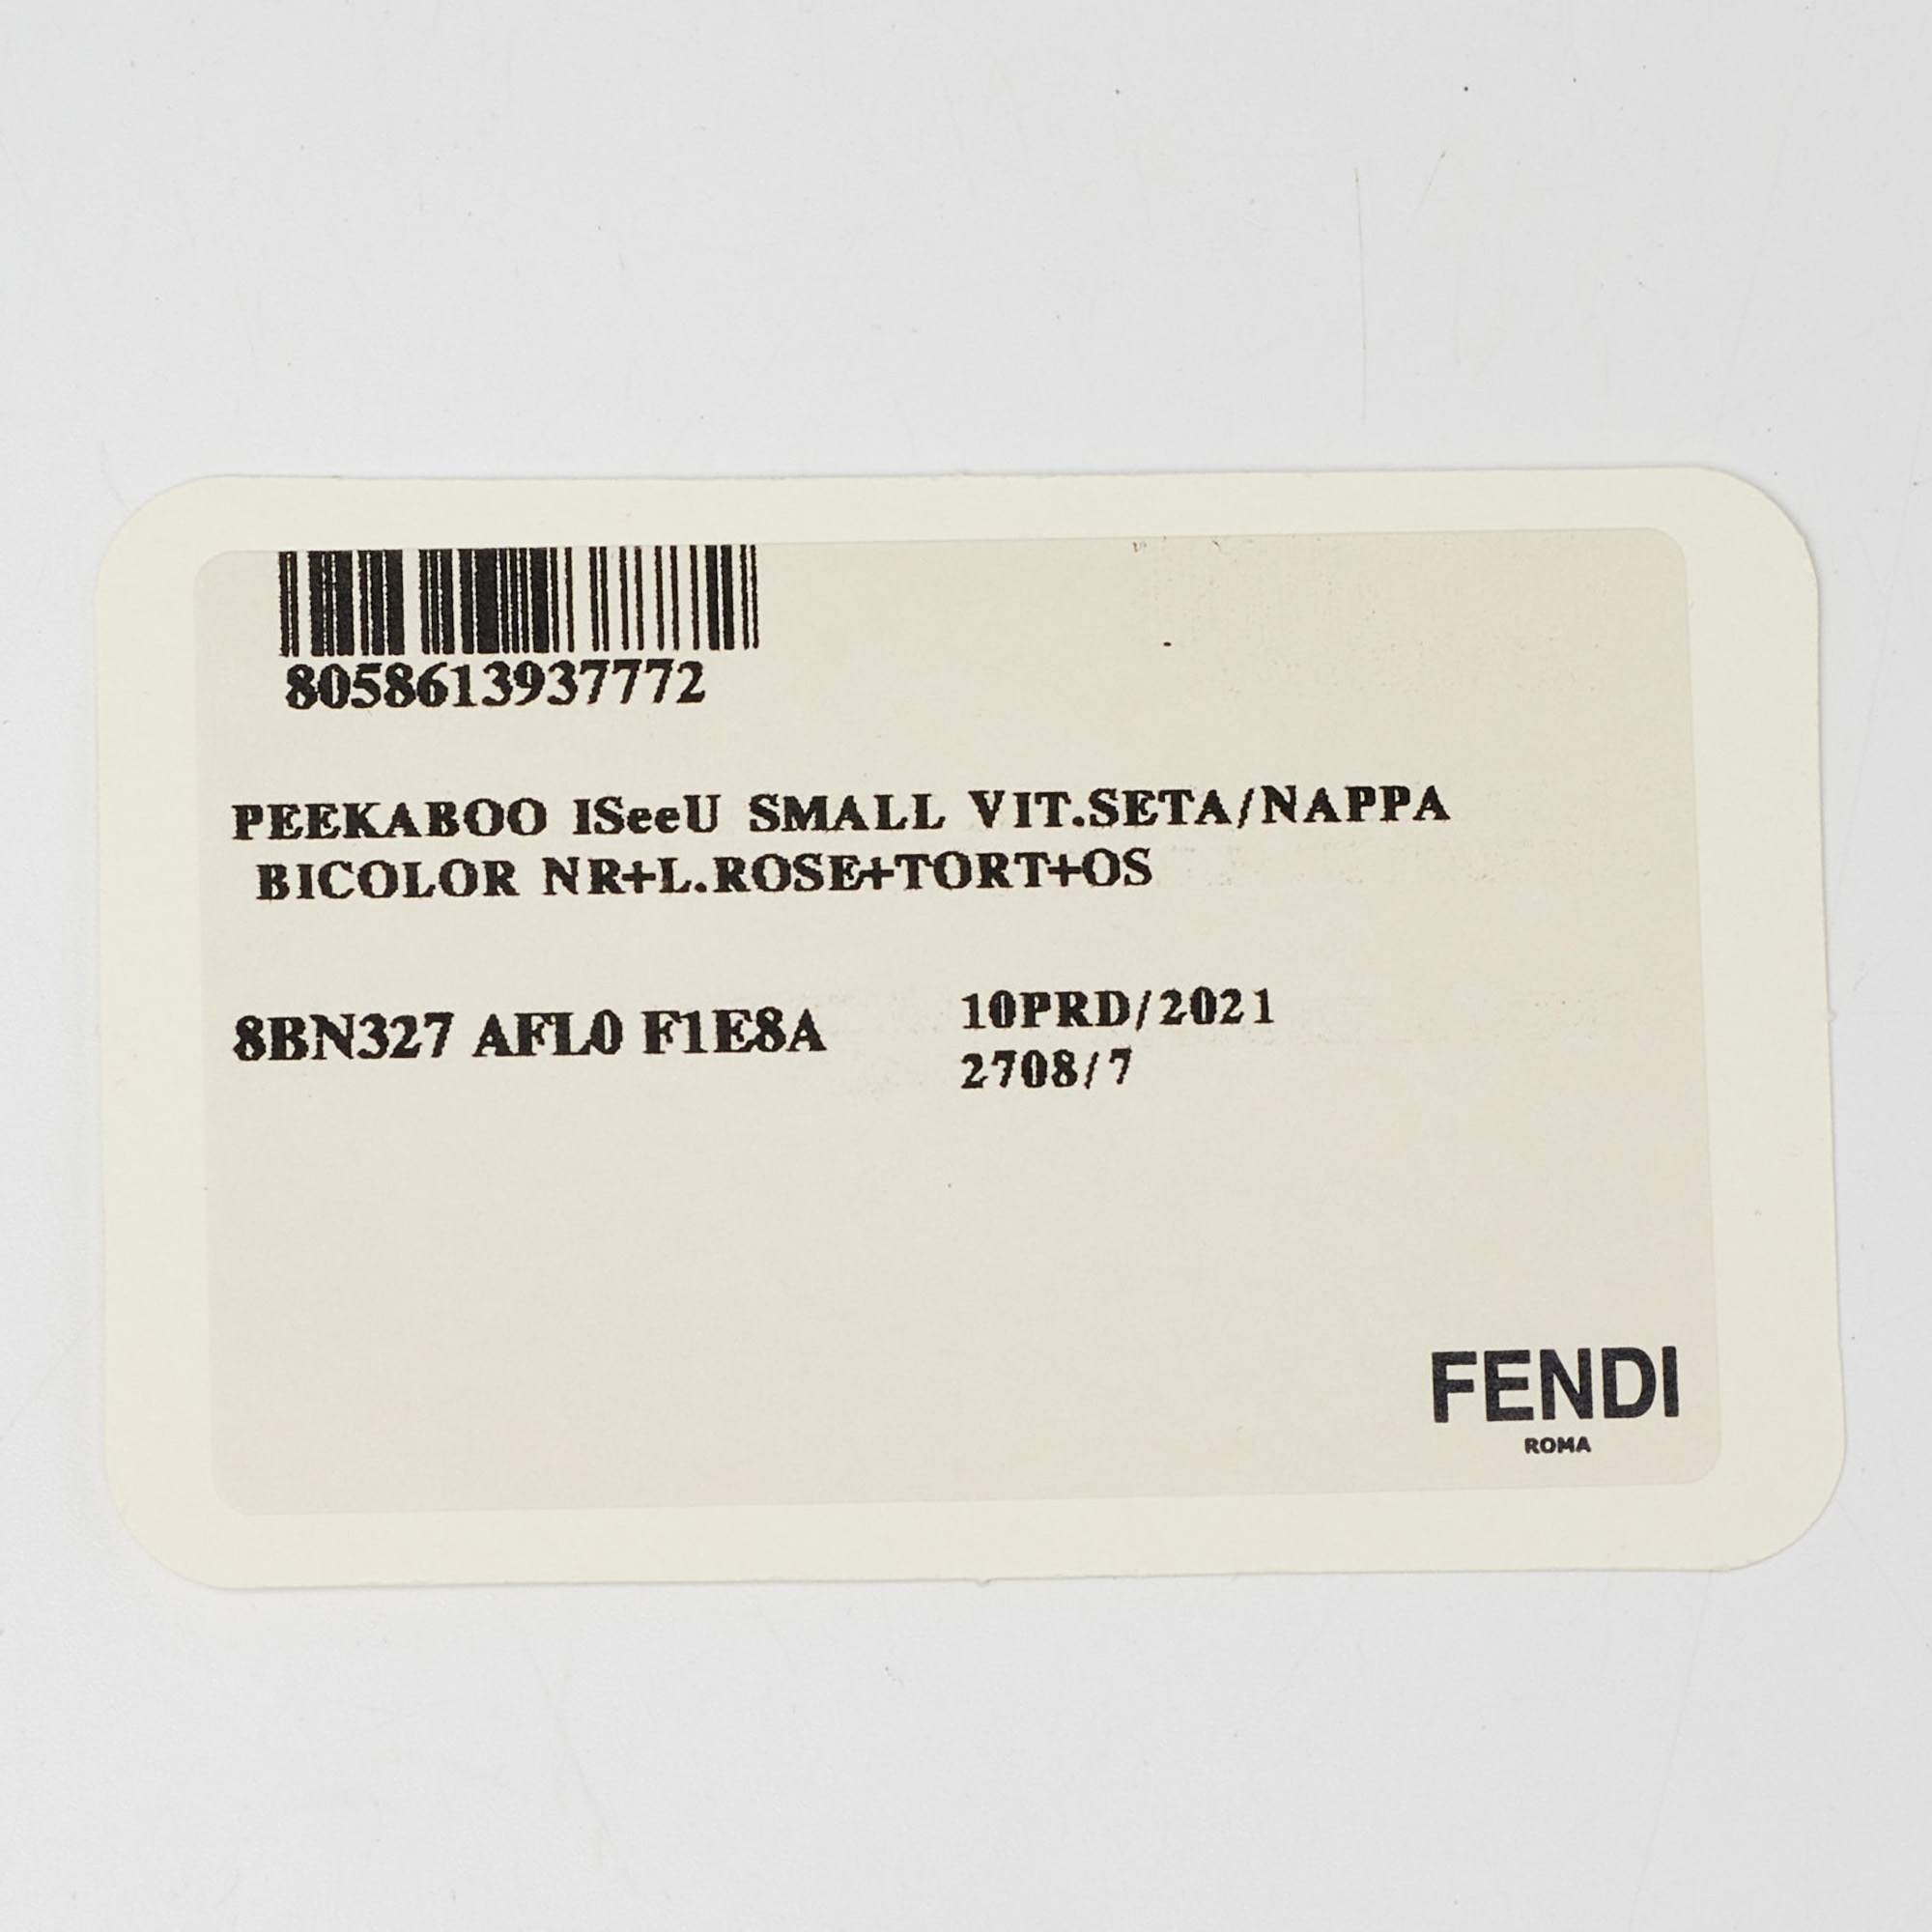 8058613937772
PEEKABOO ISeeU SMALL VIT.SETA/NAPPA
BICOLOR NR+L.ROSE+TORT+OS
8BN327 AFL0 F1E8A
10PRD/2021
2708/7
FENDI
ROMA